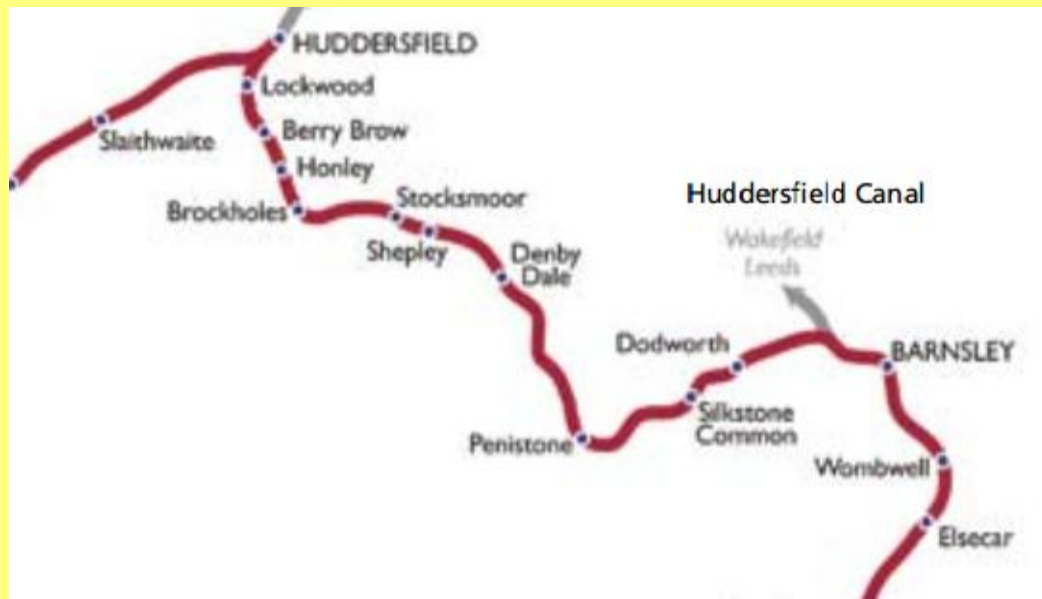 HUDDERSFIELD
Lockwood
Slaithwaite
Berry Brow
Honley
Brockholes
Stocksmoor
Shepley
Denby
Dale
Huddersfield Canal
Wakefield
Leeds
Dodworth
BARNSLEY
Silkstone
Common
Penistone
Wombwell
Elsecar